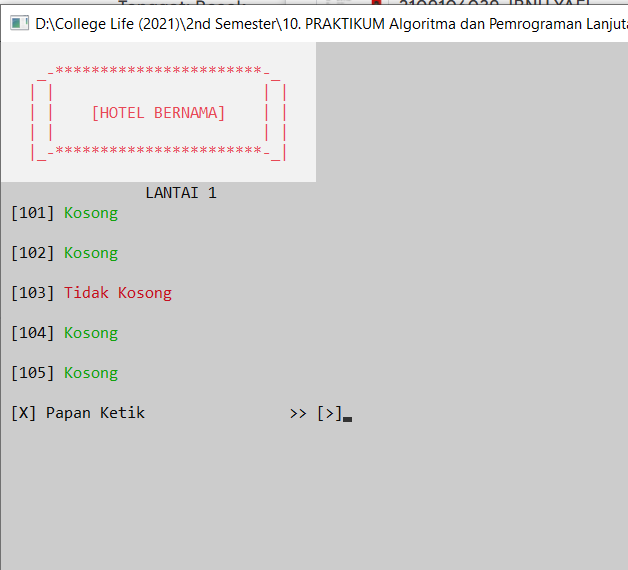 D:\College Life (2021)\2nd Semester\10. PRAKTIKUM Algoritma dan Pemrograman Lanjuta
_-***********************-_
| | | |
| | [HOTEL BERNAMA] | |
| | | |
|_-***********************-_|
LANTAI 1
[101] Kosong
[102] Kosong
[103] Tidak Kosong
[104] Kosong
[105] Kosong
[X] Papan Ketik >> [>]